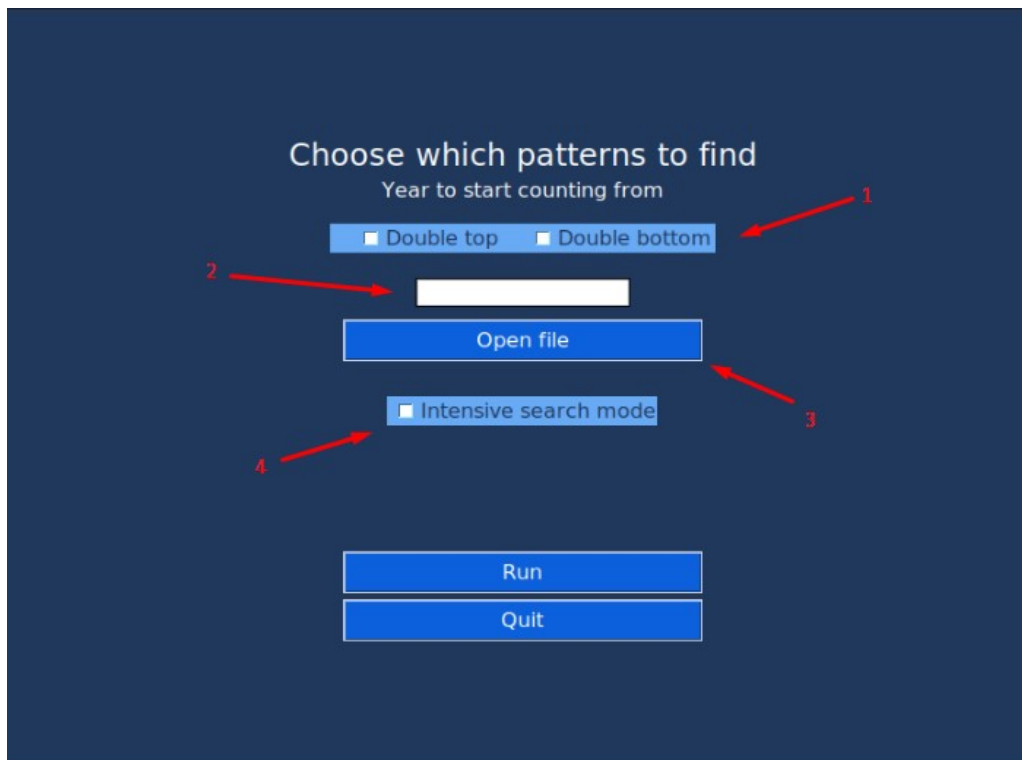 Choose which patterns to find
Year to start counting from
1
Double top Double bottom
2
Open file
3
Intensive search mode
4
Run
Quit